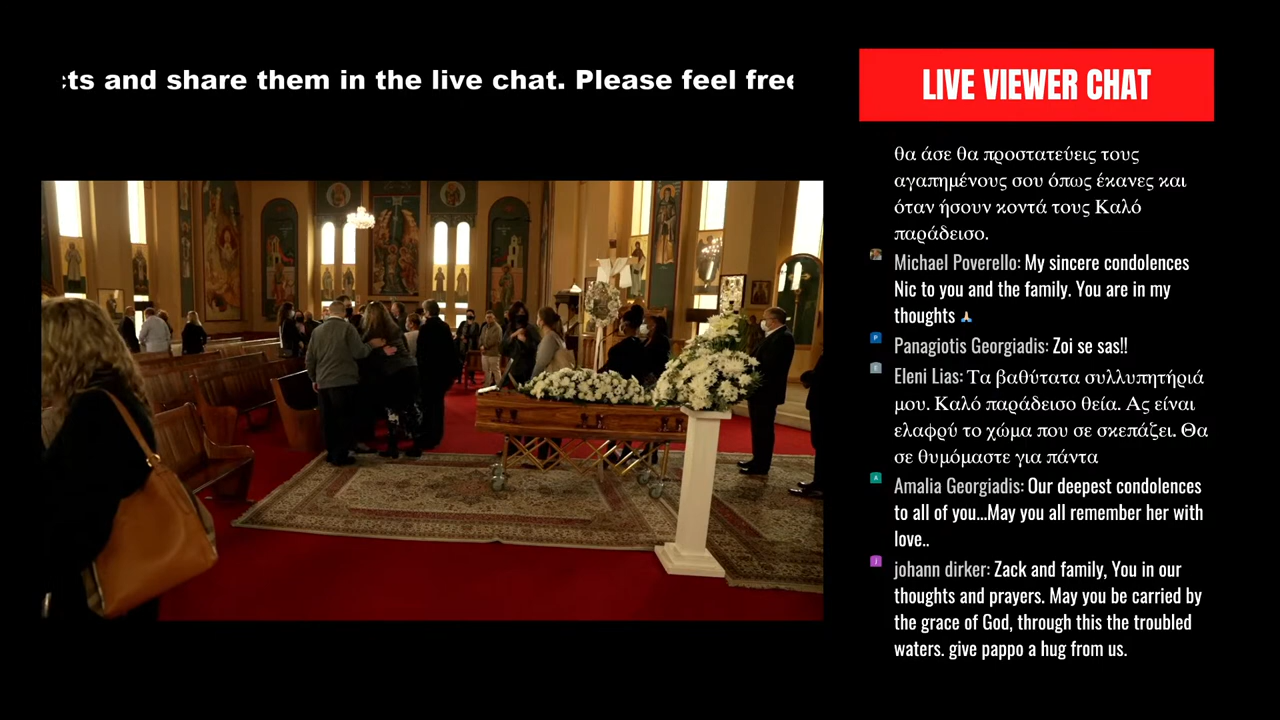 ts and share them in the live chat. Please feel free
LIVE VIEWER CHAT
θα άσε θα προστατεύεις τους
αγαπημένους σου όπως έκανες και
όταν ήσουν κοντά τους Καλό
παράδεισο.
Michael Poverello: My sincere condolences
Nic to you and the family. You are in my
thoughts 🙏
Panagiotis Georgiadis: Zoi se sas!!
Eleni Lias: Τα βαθύτατα συλλυπητήριά
μου. Καλό παράδεισο θεία. Ας είναι
ελαφρύ το χώμα που σε σκεπάζει. Θα
σε θυμόμαστε για πάντα
Amalia Georgiadis: Our deepest condolences
to all of you...May you all remember her with
love..
johann dirker: Zack and family, You in our
thoughts and prayers. May you be carried by
the grace of God, through this the troubled
waters. give pappo a hug from us.